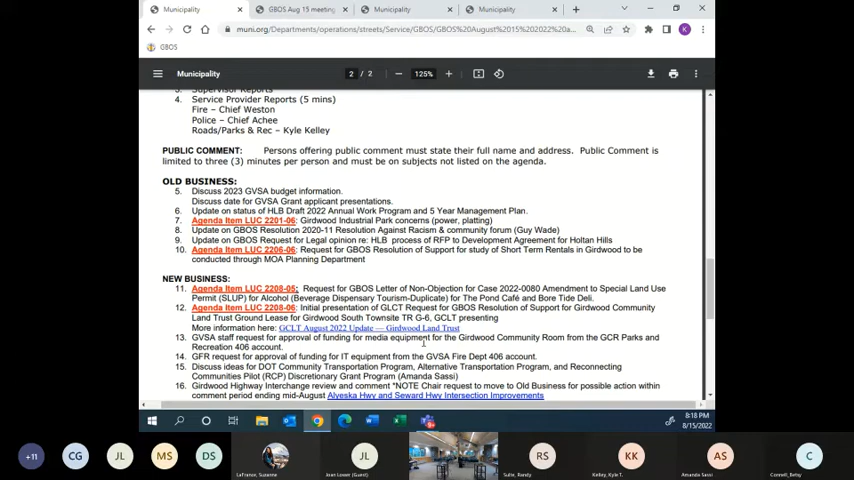 Municipality
GBOS Aug 15 meeting
Municipality
Municipality
muni.org/Departments/operations/streets/Service/GBOS/GBOS%20August%2015%202022%20a...
K
GBOS
Municipality
2 / 2
125%
3. Supervisor Reports
4. Service Provider Reports (5 mins)
Fire – Chief Weston
Police – Chief Achee
Roads/Parks & Rec – Kyle Kelley
PUBLIC COMMENT: Persons offering public comment must state their full name and address. Public Comment is
limited to three (3) minutes per person and must be on subjects not listed on the agenda.
OLD BUSINESS:
5. Discuss 2023 GVSA budget information.
Discuss date for GVSA Grant applicant presentations.
6. Update on status of HLB Draft 2022 Annual Work Program and 5 Year Management Plan.
7. Agenda Item LUC 2201-06: Girdwood Industrial Park concerns (power, platting)
8. Update on GBOS Resolution 2020-11 Resolution Against Racism & community forum (Guy Wade)
9. Update on GBOS Request for Legal opinion re: HLB process of RFP to Development Agreement for Holtan Hills
10. Agenda Item LUC 2206-06: Request for GBOS Resolution of Support for study of Short Term Rentals in Girdwood to be
conducted through MOA Planning Department
NEW BUSINESS:
11. Agenda Item LUC 2208-05: Request for GBOS Letter of Non-Objection for Case 2022-0080 Amendment to Special Land Use
Permit (SLUP) for Alcohol (Beverage Dispensary Tourism-Duplicate) for The Pond Café and Bore Tide Deli.
12. Agenda Item LUC 2208-06: Initial presentation of GLCT Request for GBOS Resolution of Support for Girdwood Community
Land Trust Ground Lease for Girdwood South Townsite TR G-6, GCLT presenting
More information here: GCLT August 2022 Update — Girdwood Land Trust
13. GVSA staff request for approval of funding for media equipment for the Girdwood Community Room from the GCR Parks and
Recreation 406 account.
14. GFR request for approval of funding for IT equipment from the GVSA Fire Dept 406 account.
15. Discuss ideas for DOT Community Transportation Program, Alternative Transportation Program, and Reconnecting
Communities Pilot (RCP) Discretionary Grant Program (Amanda Sassi)
16. Girdwood Highway Interchange review and comment *NOTE Chair request to move to Old Business for possible action within
comment period ending mid-August Alyeska Hwy and Seward Hwy Intersection Improvements
8:18 PM
8/15/2022
+11
CG
JL
MS
DS
LaFrance, Suzanne
JL
Joan Lower (Guest)
RS
Sulte, Randy
KK
Kelley, Kyle T.
AS
Amanda Sassi
C
Connell, Betsy